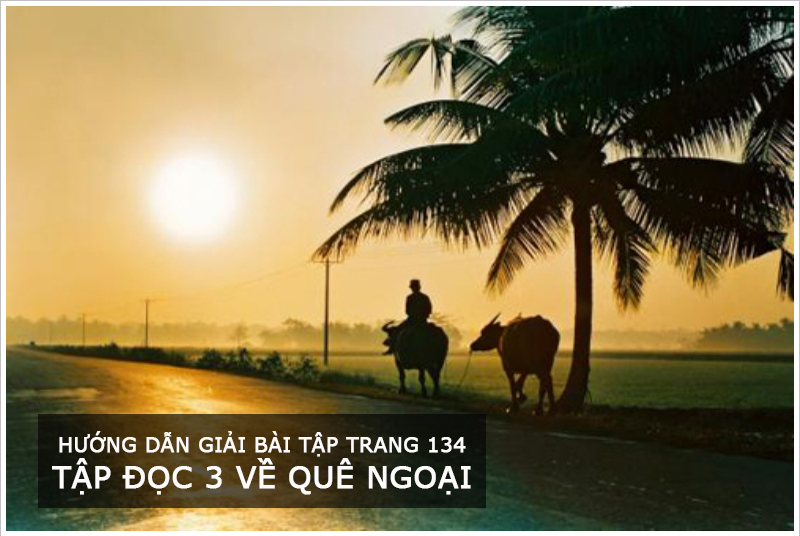 HƯỚNG DẪN GIẢI BÀI TẬP TRANG 134
TẬP ĐỌC 3 VỀ QUÊ NGOẠI